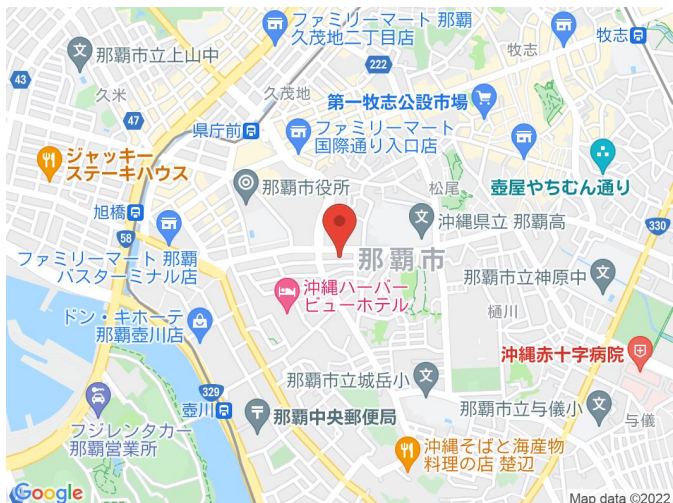 ファミリーマート 那覇
久茂地二丁目店
牧志
那覇市立上山中
43
久米
久茂地
222
第一牧志公設市場
47
県庁前
ファミリーマート
国際通り入口店
ジャッキー
ステーキハウス
那覇市役所
松尾
壺屋やちむん通り
旭橋
沖縄県立 那覇高
330
58
ファミリーマート 那覇
バスターミナル店
那覇市
那覇市立神原中
沖縄ハーバー
ビューホテル
樋川
ドン・キホーテ
那覇壺川店
沖縄赤十字病院
那覇市立城岳小
329
壺川
那覇中央郵便局
那覇市立与儀小
与儀
フジレンタカー
那覇営業所
沖縄そばと海産物
料理の店 楚辺
Google
Map data ©2022